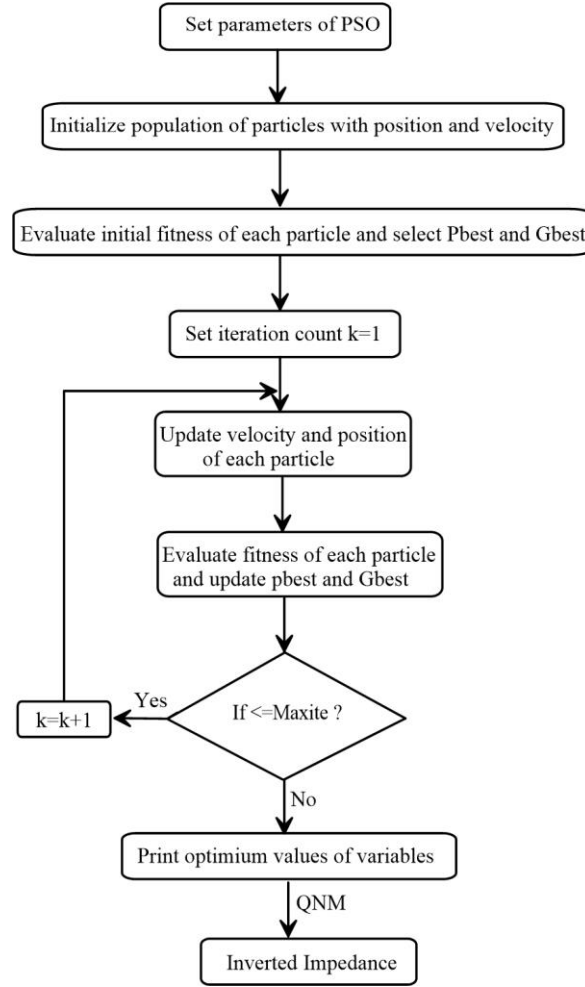 Set parameters of PSO
Initialize population of particles with position and velocity
Evaluate initial fitness of each particle and select Pbest and Gbest
Set iteration count k=1
Update velocity and position
of each particle
Evaluate fitness of each particle
and update pbest and Gbest
If <=Maxite ?
Yes
k=k+1
No
Print optimium values of variables
QNM
Inverted Impedance